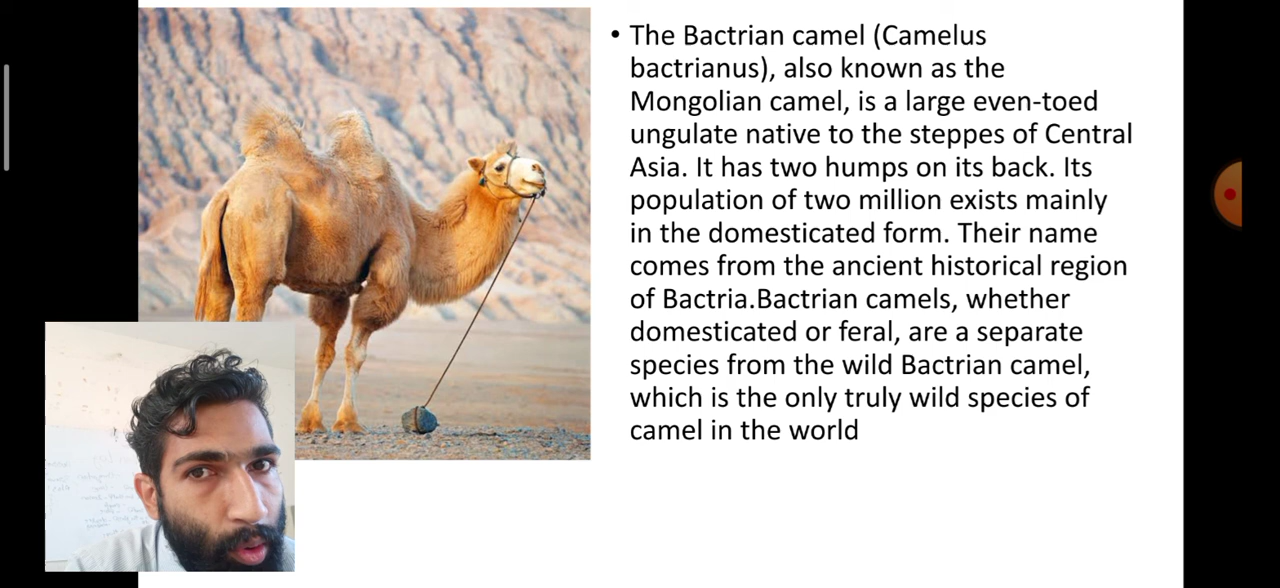 • The Bactrian camel (Camelus
bactrianus), also known as the
Mongolian camel, is a large even-toed
ungulate native to the steppes of Central
Asia. It has two humps on its back. Its
population of two million exists mainly
in the domesticated form. Their name
comes from the ancient historical region
of Bactria.Bactrian camels, whether
domesticated or feral, are a separate
species from the wild Bactrian camel,
which is the only truly wild species of
camel in the world